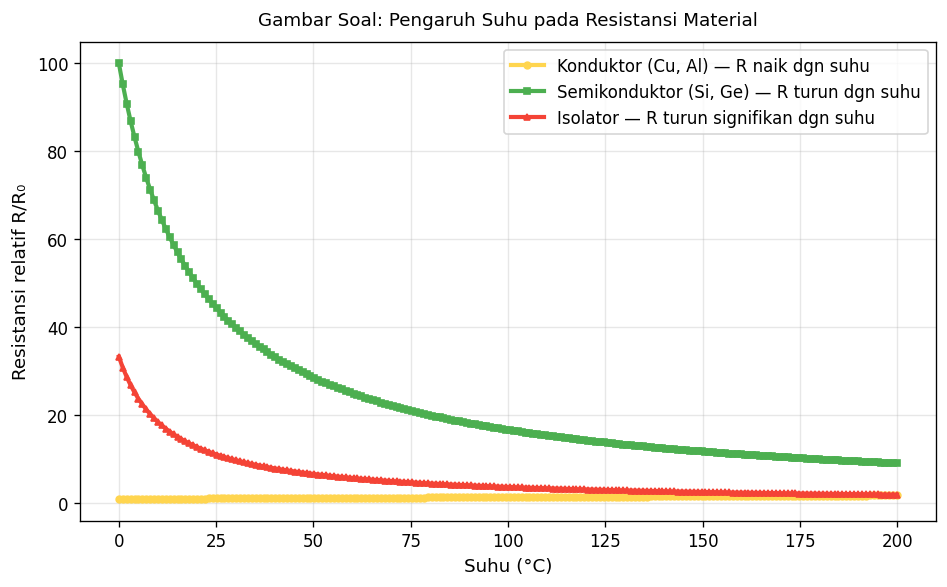 Gambar Soal: Pengaruh Suhu pada Resistansi Material
Konduktor (Cu, Al) — R naik dgn suhu
Semikonduktor (Si, Ge) — R turun dgn suhu
Isolator — R turun signifikan dgn suhu
Resistansi relatif R/R₀
100
80
60
40
20
0
0 25 50 75 100 125 150 175 200
Suhu (°C)